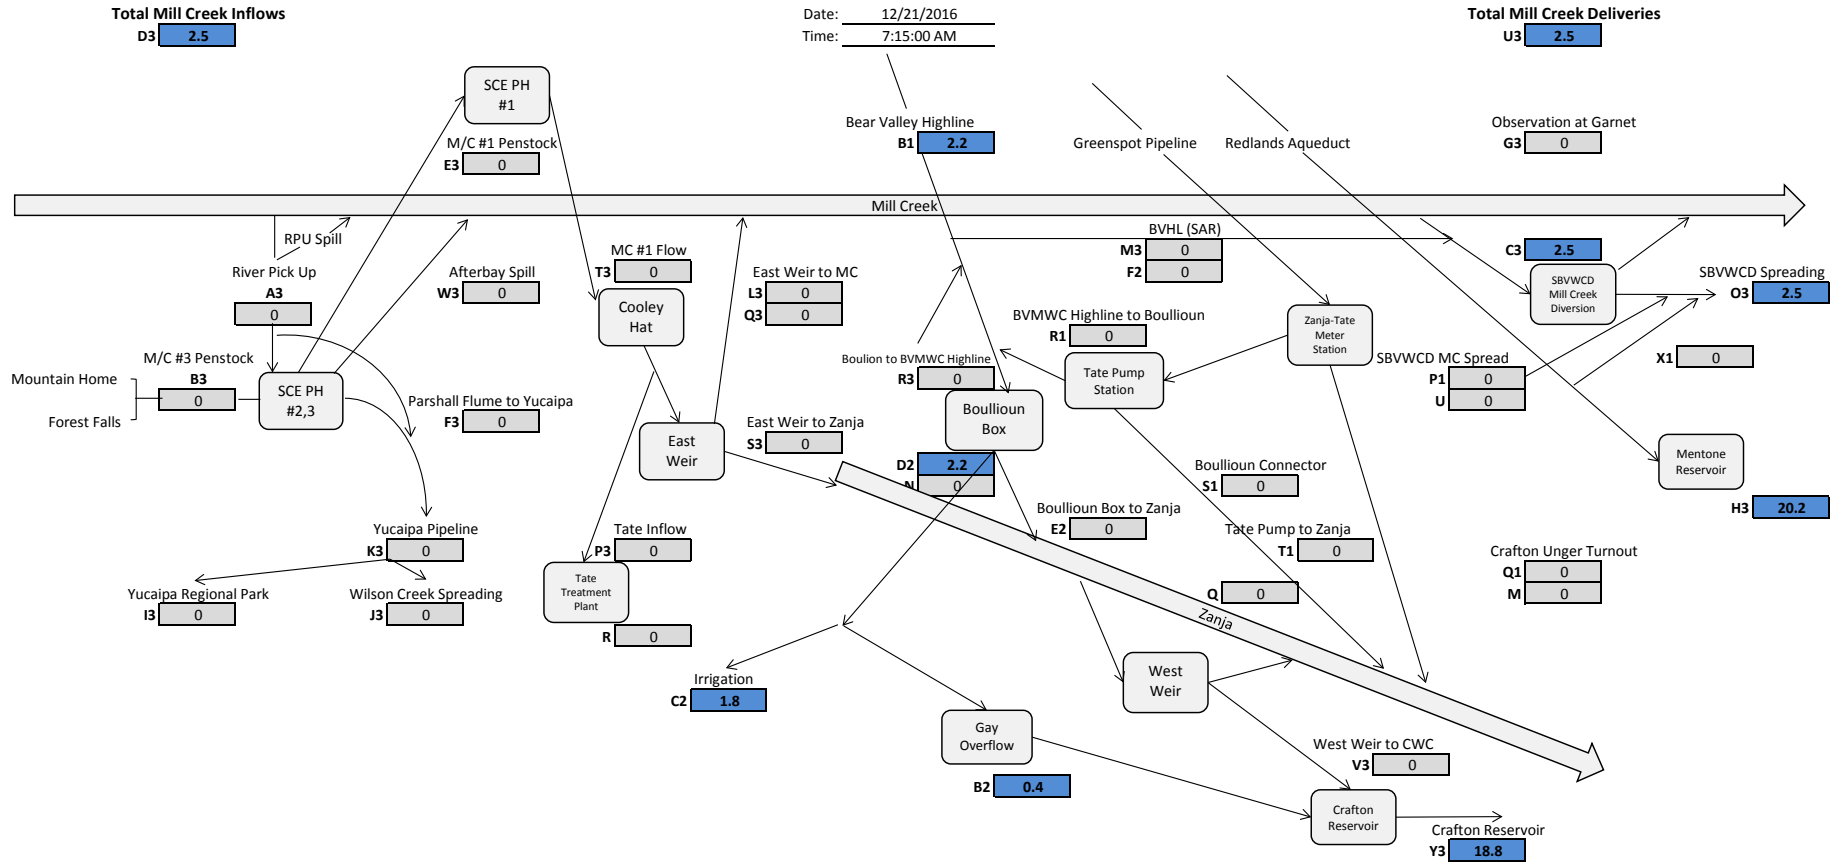 Total Mill Creek Inflows
D3 2.5
Date: 12/21/2016
Time: 7:15:00 AM
Total Mill Creek Deliveries
U3 2.5
SCE PH
#1
M/C #1 Penstock
E3 0
Bear Valley Highline
B1 2.2
Greenspot Pipeline
Redlands Aqueduct
Observation at Garnet
G3 0
Mill Creek
RPU Spill
River Pick Up
A3
0
Afterbay Spill
W3 0
MC #1 Flow
T3 0
Cooley
Hat
East Weir to MC
L3 0
Q3 0
BVHL (SAR)
M3 0
F2 0
C3 2.5
SBVWCD
Mill Creek
Diversion
SBVWCD Spreading
O3 2.5
BVMWC Highline to Boullioun
R1 0
Zanja-Tate
Meter
Station
Boulion to BVMWC Highline
R3 0
Tate Pump
Station
SBVWCD MC Spread
P1 0
U 0
X1 0
M/C #3 Penstock
B3
0
Mountain Home
Forest Falls
SCE PH
#2,3
Parshall Flume to Yucaipa
F3 0
East
Weir
East Weir to Zanja
S3 0
Boullioun
Box
D2 2.2
N 0
Boullioun Connector
S1 0
Mentone
Reservoir
H3 20.2
Boullioun Box to Zanja
E2 0
Tate Pump to Zanja
T1 0
Yucaipa Pipeline
K3 0
Tate Inflow
P3 0
Tate
Treatment
Plant
R 0
Crafton Unger Turnout
Q1 0
M 0
Yucaipa Regional Park
I3 0
Wilson Creek Spreading
J3 0
Q 0
Zanja
Irrigation
C2 1.8
West
Weir
Gay
Overflow
B2 0.4
West Weir to CWC
V3 0
Crafton
Reservoir
Crafton Reservoir
Y3 18.8